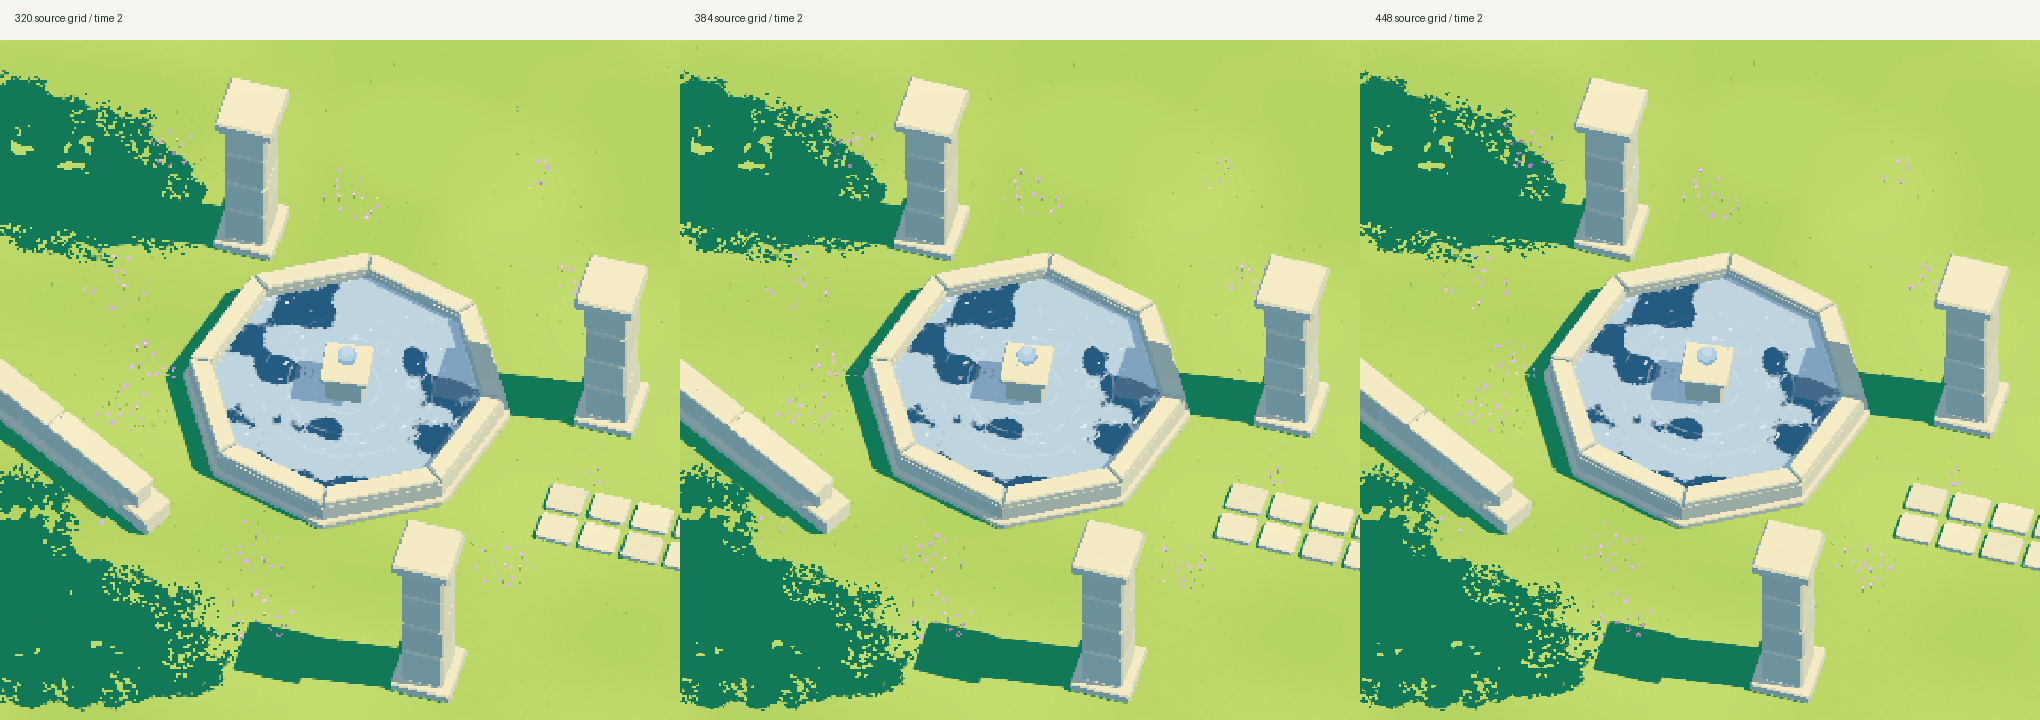 320 source grid / time 2
384 source grid / time 2
448 source grid / time 2